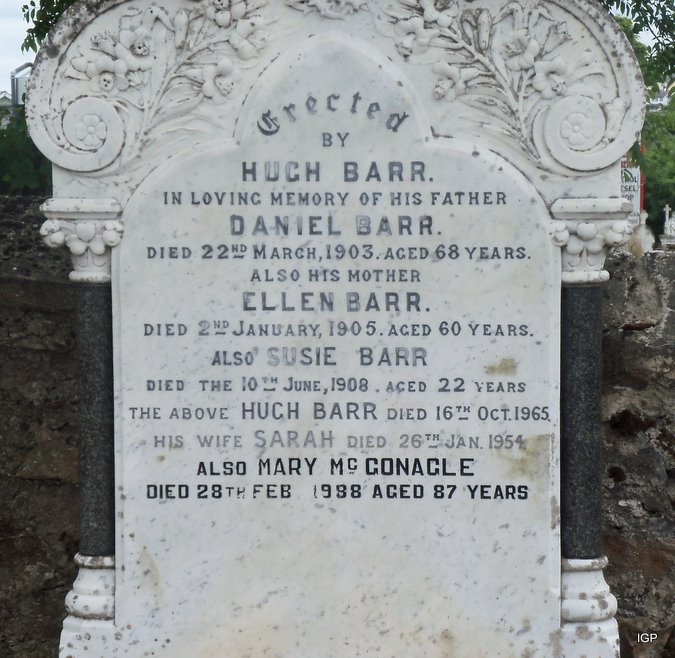 Erected
BY
HUGH BARR.
IN LOVING MEMORY OF HIS FATHER
DANIEL BARR.
DIED 22ND MARCH, 1903. AGED 68 YEARS.
ALSO HIS MOTHER
ELLEN BARR.
DIED 2ND JANUARY, 1905. AGED 60 YEARS.
ALSO SUSIE BARR
DIED THE 10TH JUNE, 1908. AGED 22 YEARS
THE ABOVE HUGH BARR DIED 16TH OCT. 1965.
HIS WIFE SARAH DIED 26TH JAN. 1954.
ALSO MARY MC GONAGLE
DIED 28TH FEB 1988 AGED 87 YEARS
IGP